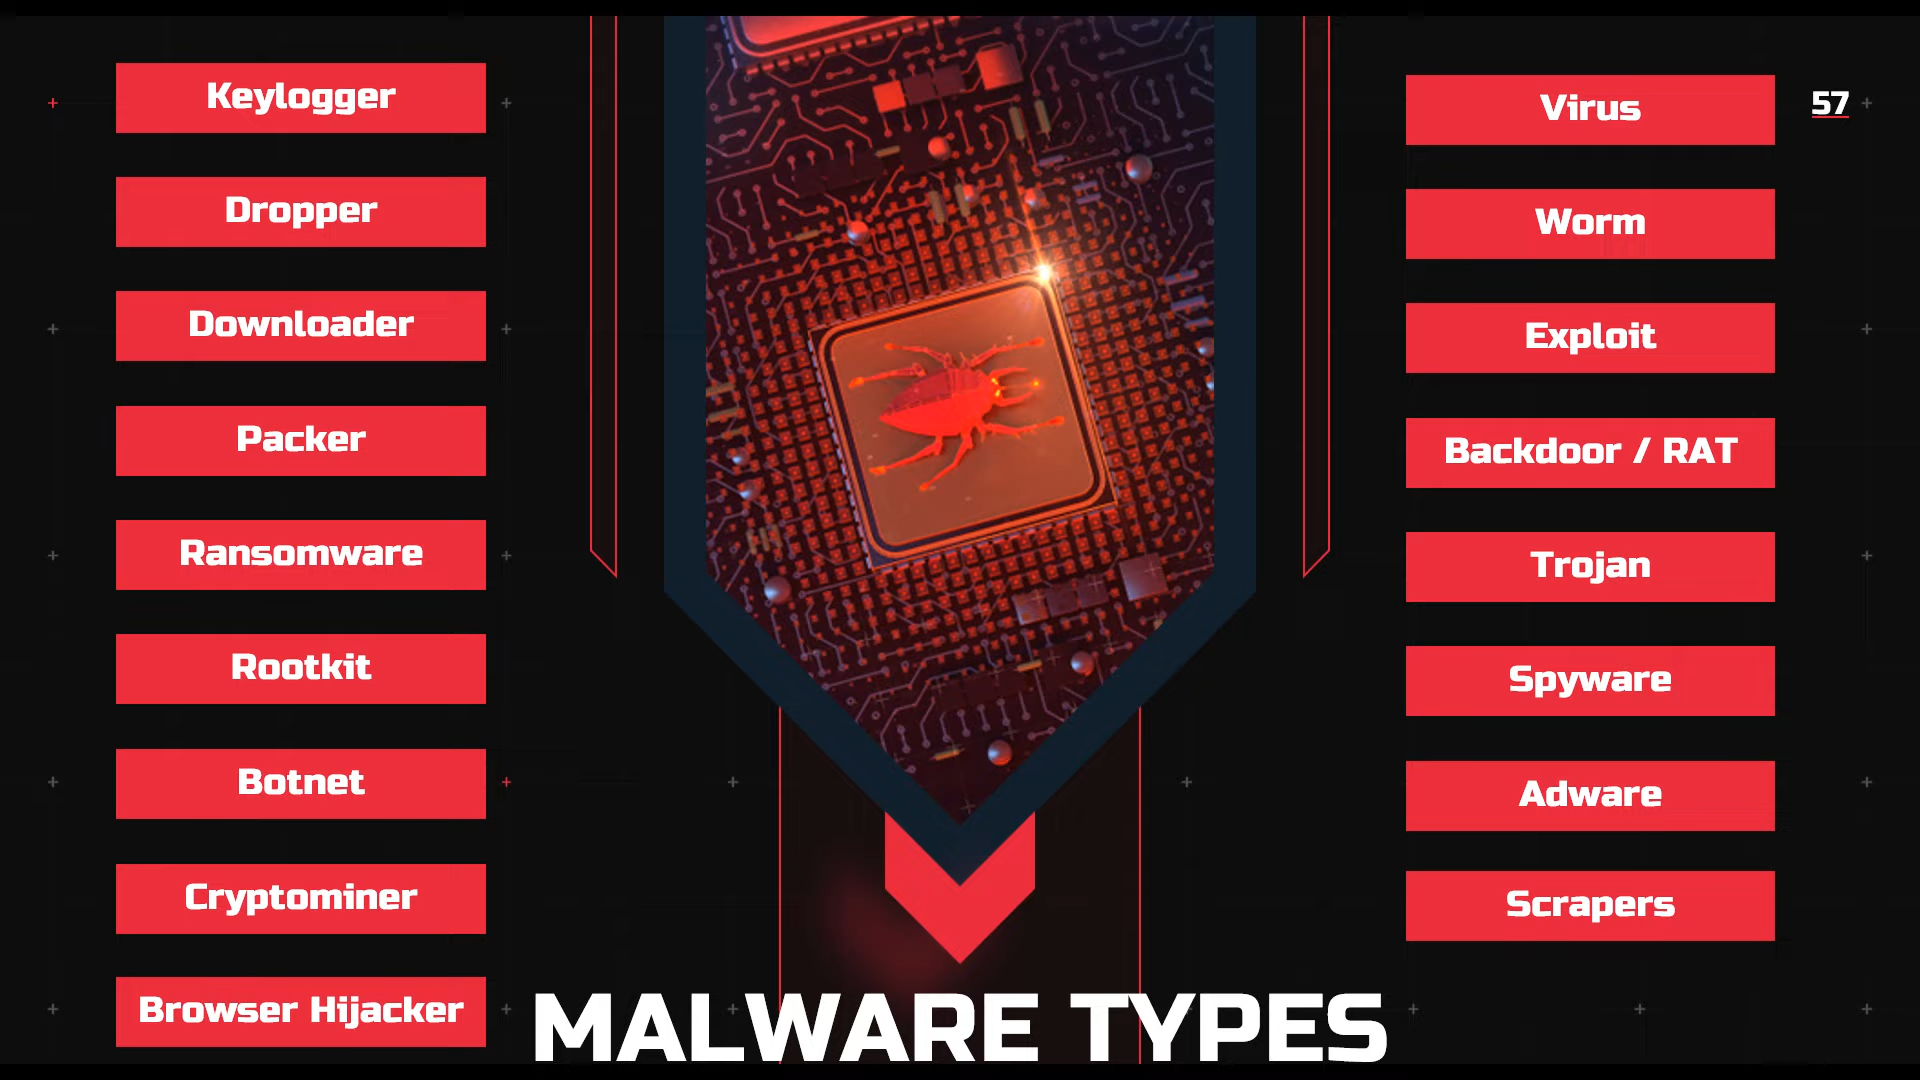 Keylogger
Dropper
Downloader
Packer
Ransomware
Rootkit
Botnet
Cryptominer
Browser Hijacker
Virus
57
Worm
Exploit
Backdoor / RAT
Trojan
Spyware
Adware
Scrapers
MALWARE TYPES